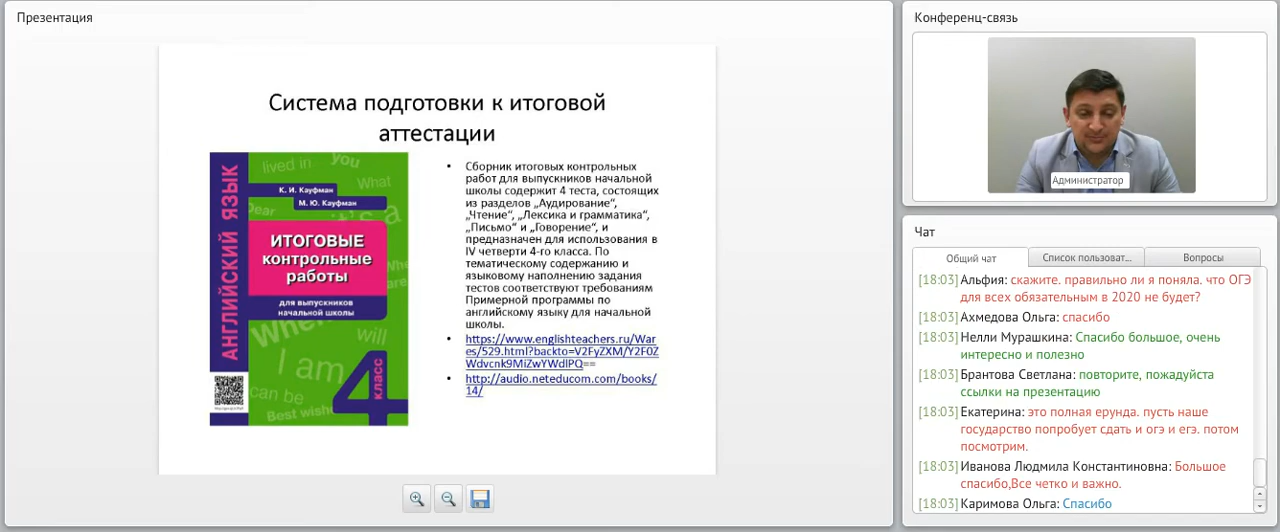 Презентация
Система подготовки к итоговой
аттестации
АНГЛИЙСКИЙ ЯЗЫК
lived in
you
What
К. И. Кауфман
М. Ю. Кауфман
Dear
it's a
ИТОГОВЫЕ
контрольные
работы
для выпускников
начальной школы
When
will
I am
can be
Best wishe
4
класс
• Сборник итоговых контрольных
работ для выпускников начальной
школы содержит 4 теста, состоящих
из разделов „Аудирование“,
„Чтение“, „Лексика и грамматика“,
„Письмо“ и „Говорение“, и
предназначен для использования в
IV четверти 4-го класса. По
тематическому содержанию и
языковому наполнению задания
тестов соответствуют требованиям
Примерной программы по
английскому языку для начальной
школы.
• https://www.englishteachers.ru/War
es/529.html?backto=V2FyZXM/Y2F0Z
Wdvcnk9MiZwYWdlPQ==
• http://audio.neteducom.com/books/
14/
Конференц-связь
Администратор
Чат
Общий чат
Список пользоват...
Вопросы
[18:03] Альфия: скажите. правильно ли я поняла. что ОГЭ
для всех обязательным в 2020 не будет?
[18:03] Ахмедова Ольга: спасибо
[18:03] Нелли Мурашкина: Спасибо большое, очень
интересно и полезно
[18:03] Брантова Светлана: повторите, пожадуйста
ссылки на презентацию
[18:03] Екатерина: это полная ерунда. пусть наше
государство попробует сдать и огэ и егэ. потом
посмотрим.
[18:03] Иванова Людмила Константиновна: Большое
спасибо,Все четко и важно.
[18:03] Каримова Ольга: Спасибо